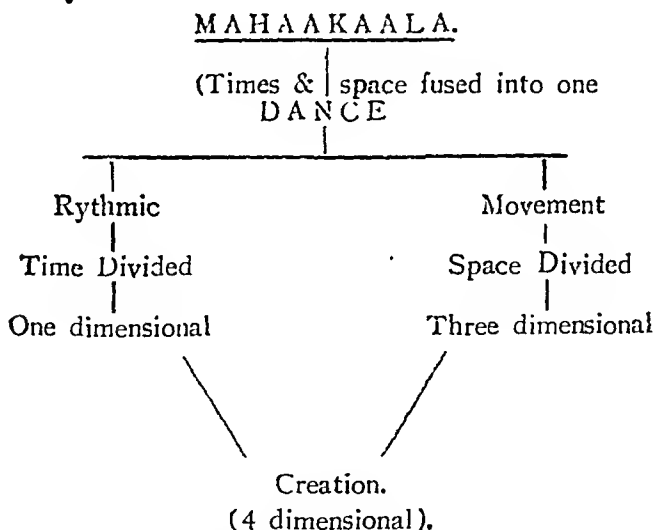 MAHAAKAALA.
(Times & space fused into one
DANCE
Rythmic Movement
Time Divided Space Divided
One dimensional Three dimensional
Creation.
(4 dimensional).